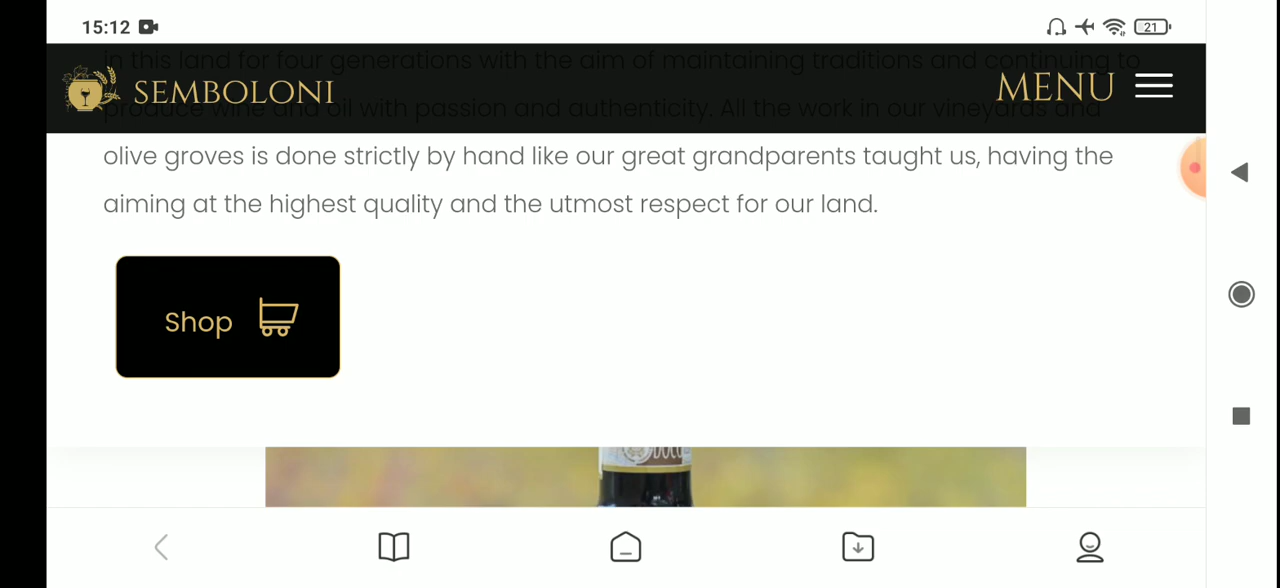 15:12
21
in this land for four generations with the aim of maintaining traditions and continuing to
SEMBOLONI
MENU
produce wine and oil with passion and authenticity. All the work in our vineyards and
olive groves is done strictly by hand like our great grandparents taught us, having the
aiming at the highest quality and the utmost respect for our land.
Shop